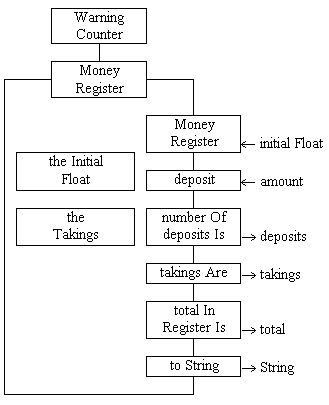 Warning
Counter
Money
Register
Money
Register
initial Float
the Initial
Float
deposit
amount
the
Takings
number Of
deposits Is
deposits
takings Are
takings
total In
Register Is
total
to String
String